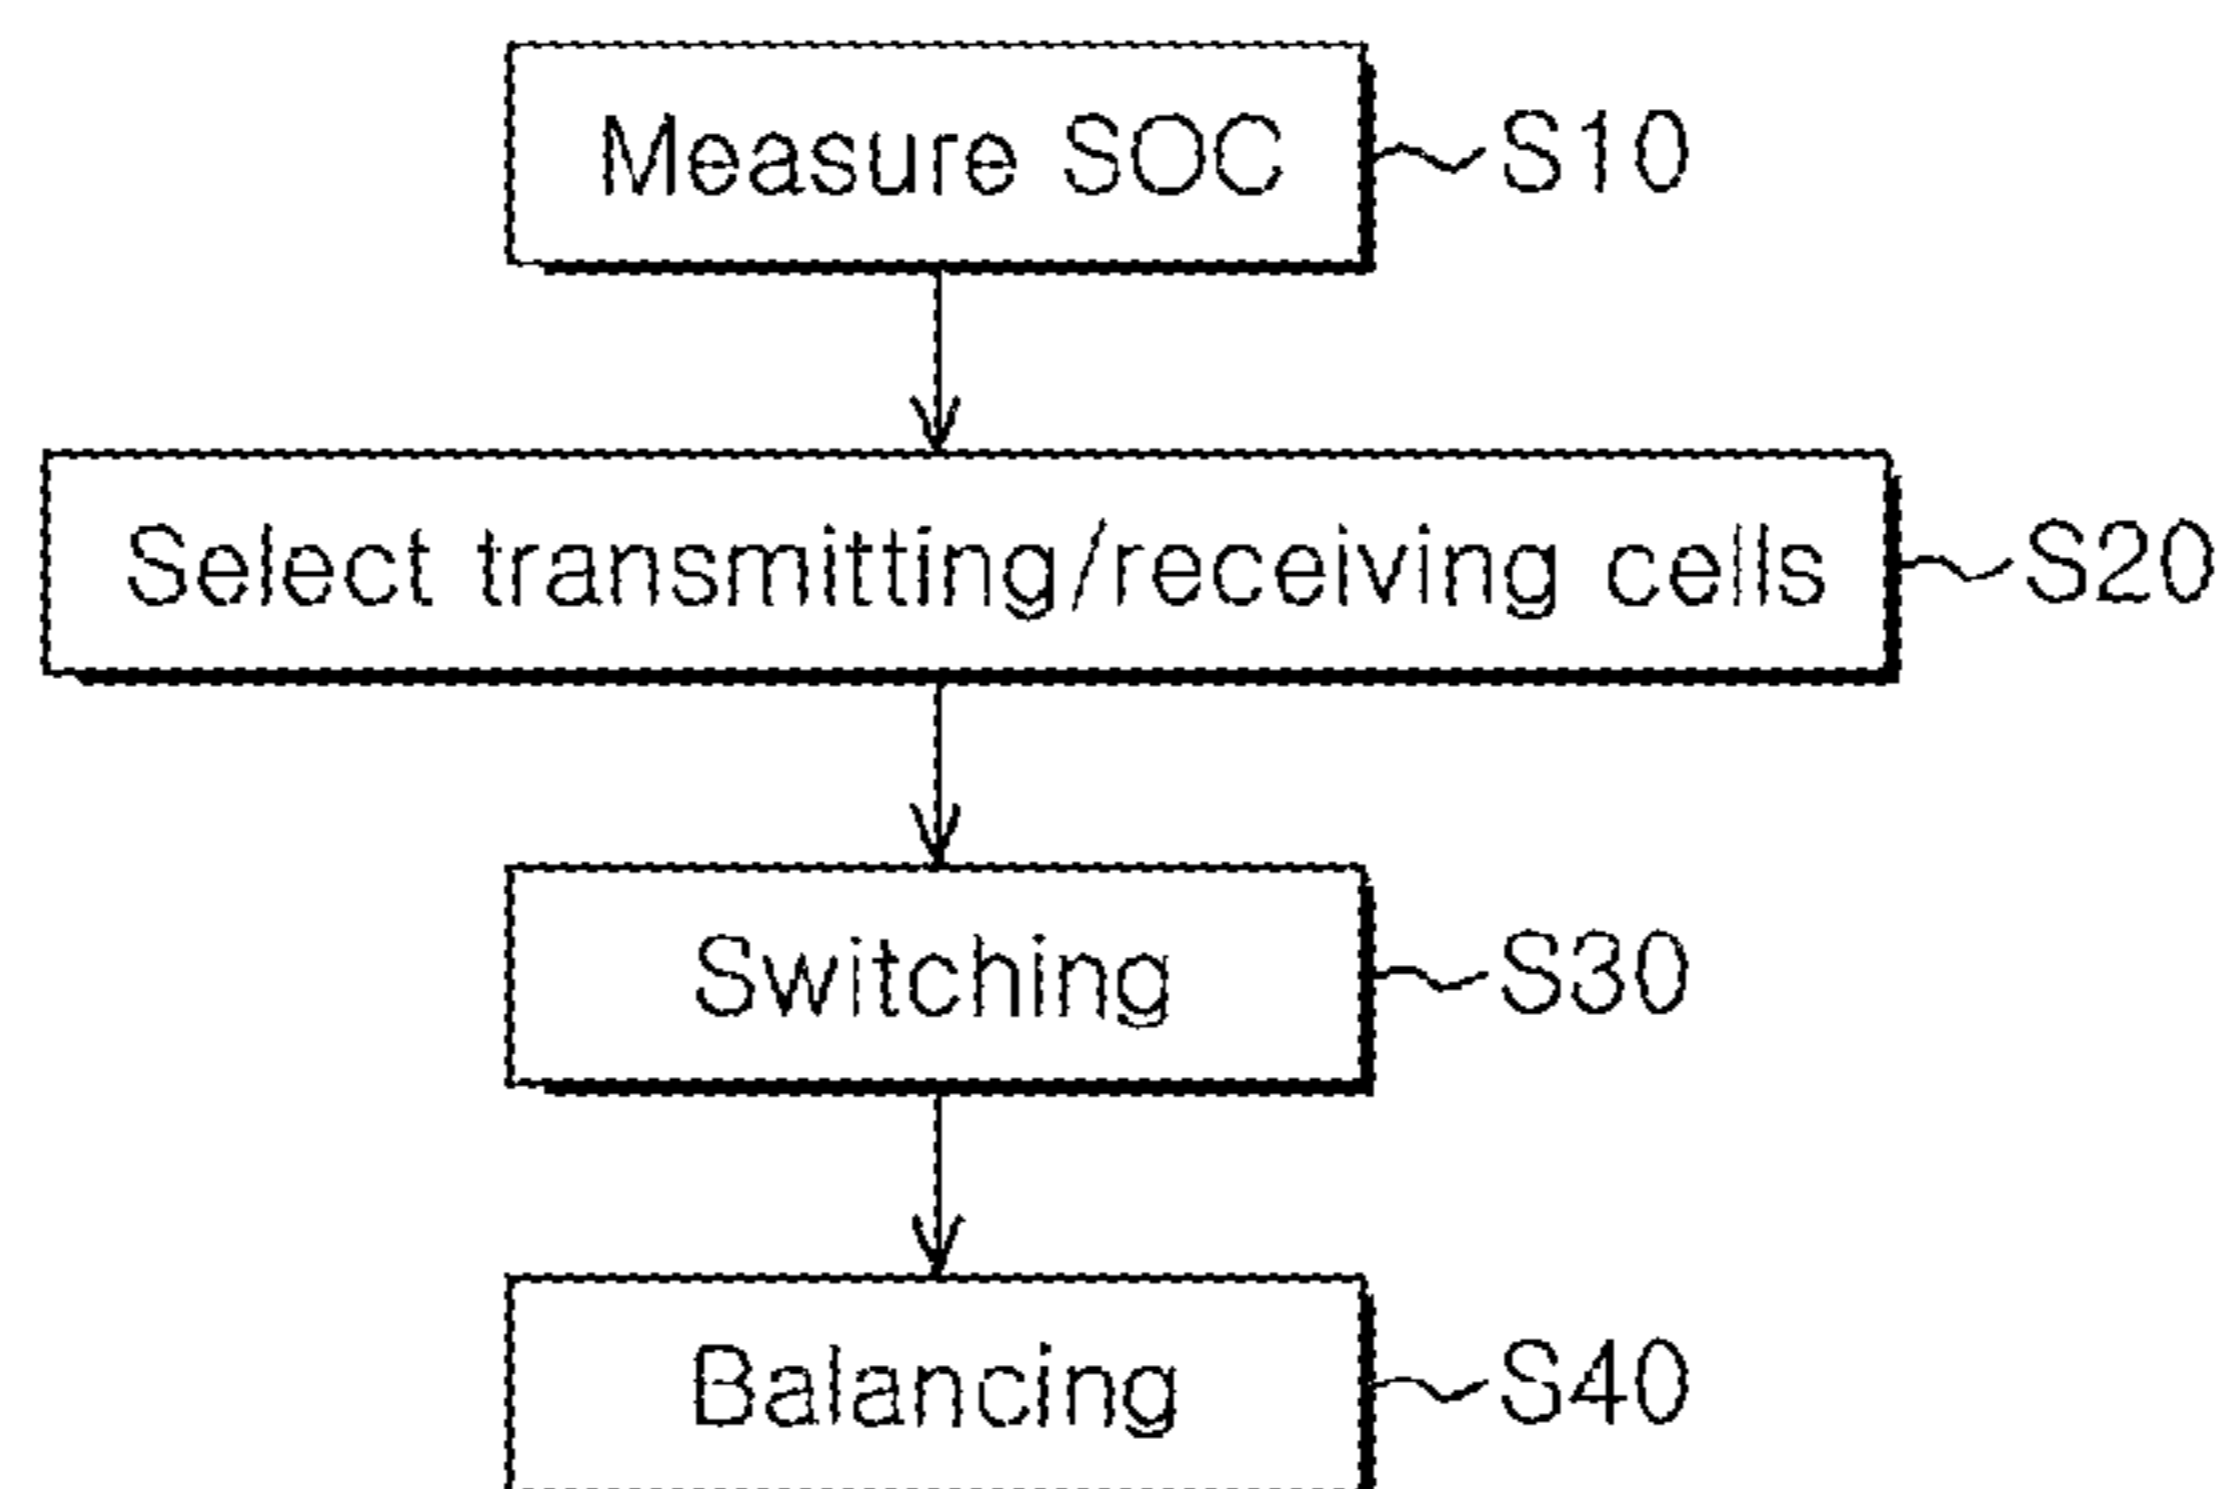 Measure SOC S10
Select transmitting/receiving cells S20
Switching S30
Balancing S40